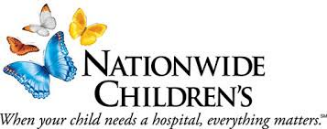 NATIONWIDE
CHILDREN'S
When your child needs a hospital, everything matters.℠